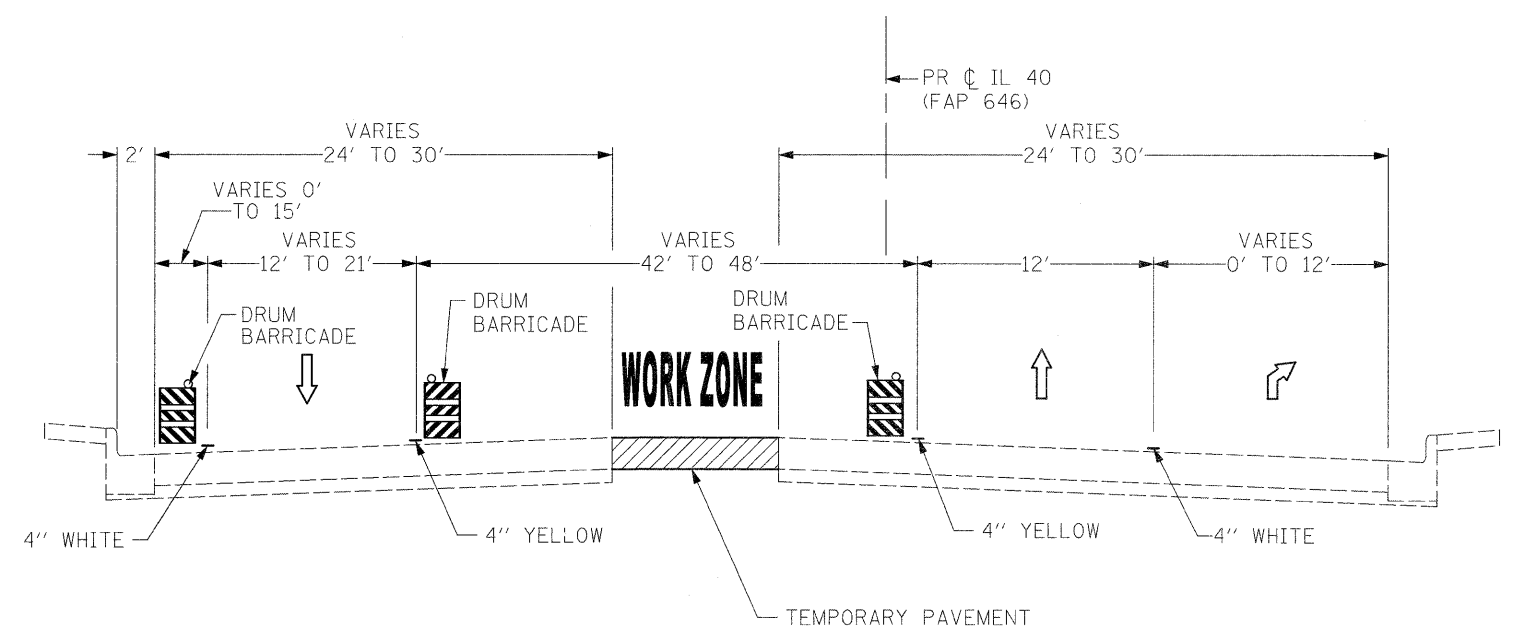 PR ℄ IL 40
(FAP 646)
VARIES
24' TO 30'
VARIES
24' TO 30'
2'
VARIES 0'
TO 15'
VARIES
12' TO 21'
VARIES
42' TO 48'
12'
VARIES
0' TO 12'
DRUM
BARRICADE
DRUM
BARRICADE
DRUM
BARRICADE
WORK ZONE
4" WHITE
4" YELLOW
4" YELLOW
4" WHITE
TEMPORARY PAVEMENT